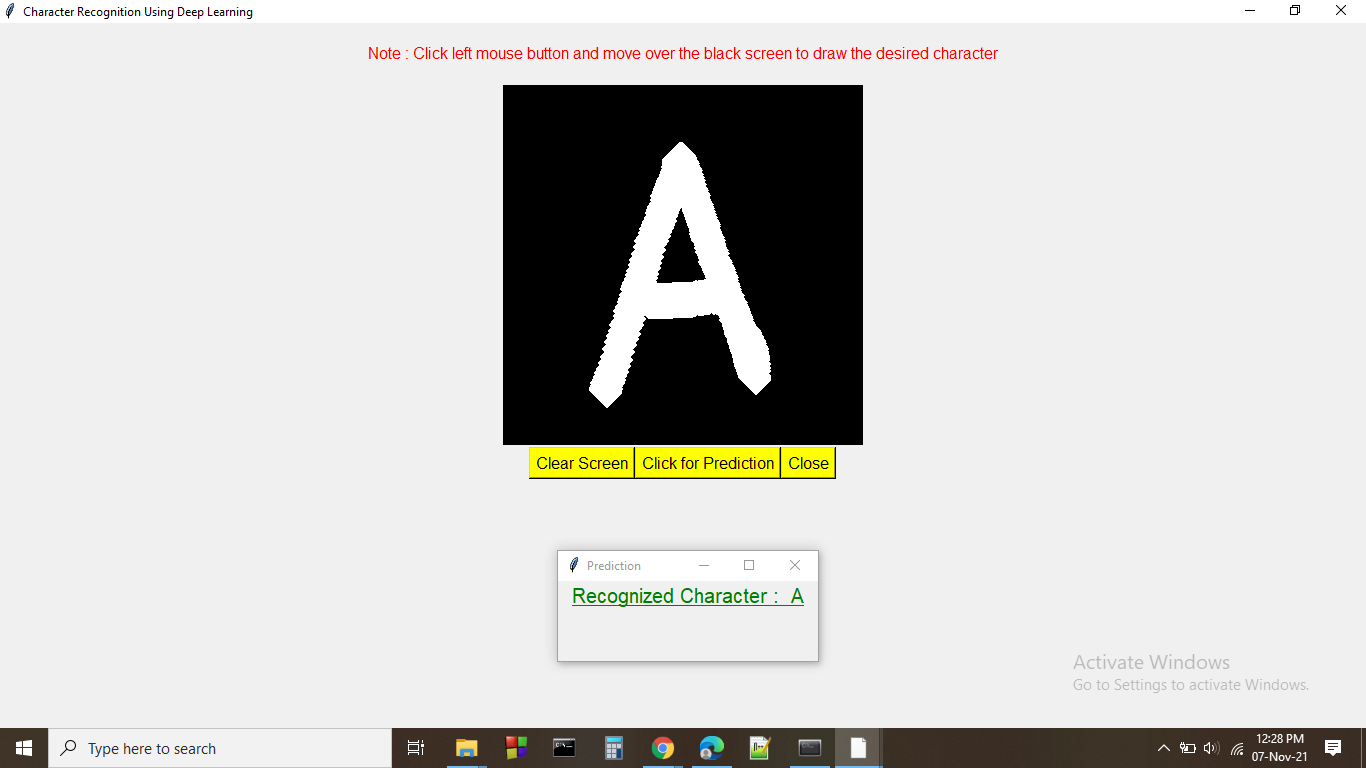 Character Recognition Using Deep Learning
Note : Click left mouse button and move over the black screen to draw the desired character
A
Clear Screen Click for Prediction Close
Prediction
Recognized Character : A
Activate Windows
Go to Settings to activate Windows.
Type here to search
12:28 PM
07-Nov-21